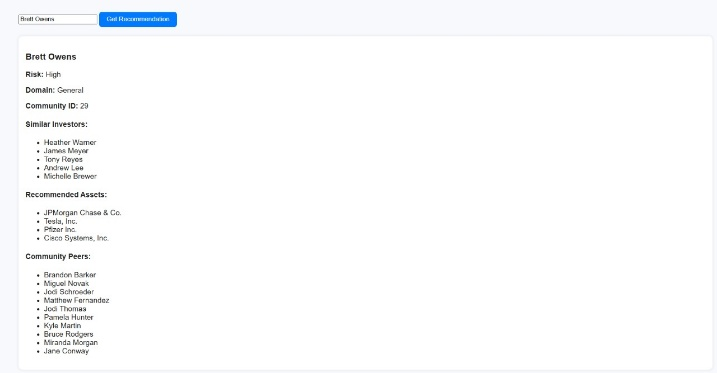 Brett Owens
Get Recommendation
Brett Owens
Risk: High
Domain: General
Community ID: 29
Similar Investors:
Heather Warner
James Meyer
Tony Reyes
Andrew Lee
Michelle Brewer
Recommended Assets:
JPMorgan Chase & Co.
Tesla, Inc.
Pfizer Inc.
Cisco Systems, Inc.
Community Peers:
Brandon Barker
Miguel Novak
Jodi Schroeder
Matthew Fernandez
Jodi Thomas
Pamela Hunter
Kyle Martin
Bruce Rodgers
Miranda Morgan
Jane Conway